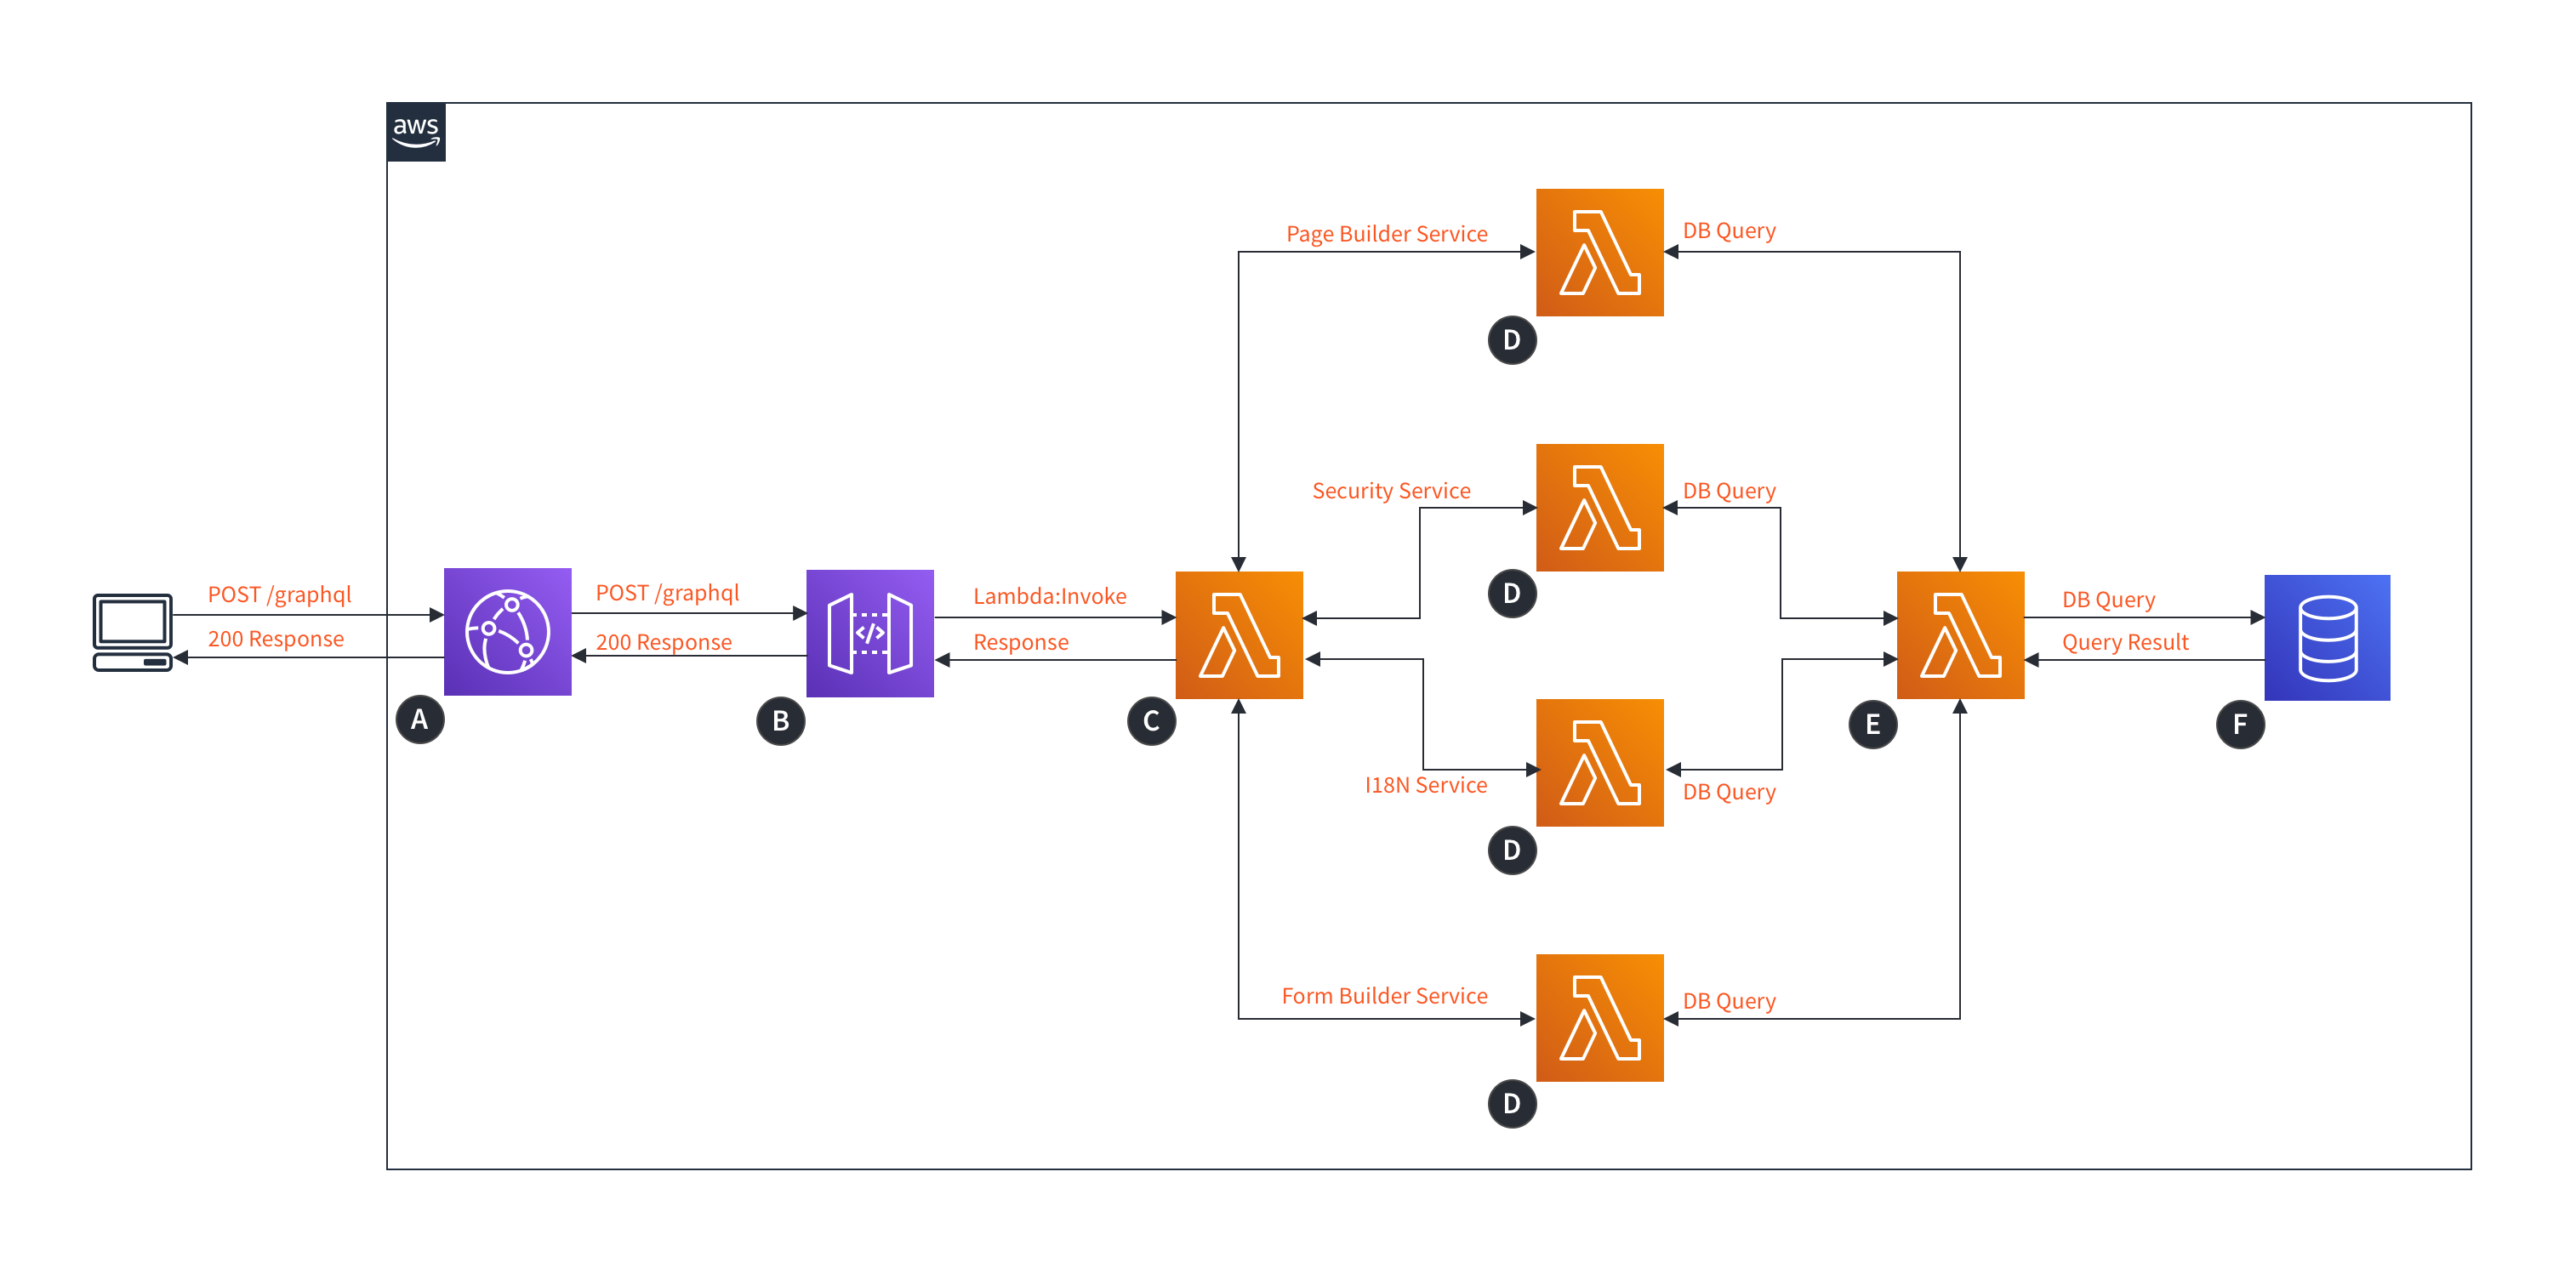 aws
Page Builder Service
DB Query
D
Security Service
DB Query
D
POST /graphql
200 Response
A
POST /graphql
200 Response
B
Lambda:Invoke
Response
C
I18N Service
DB Query
D
E
DB Query
Query Result
F
Form Builder Service
DB Query
D